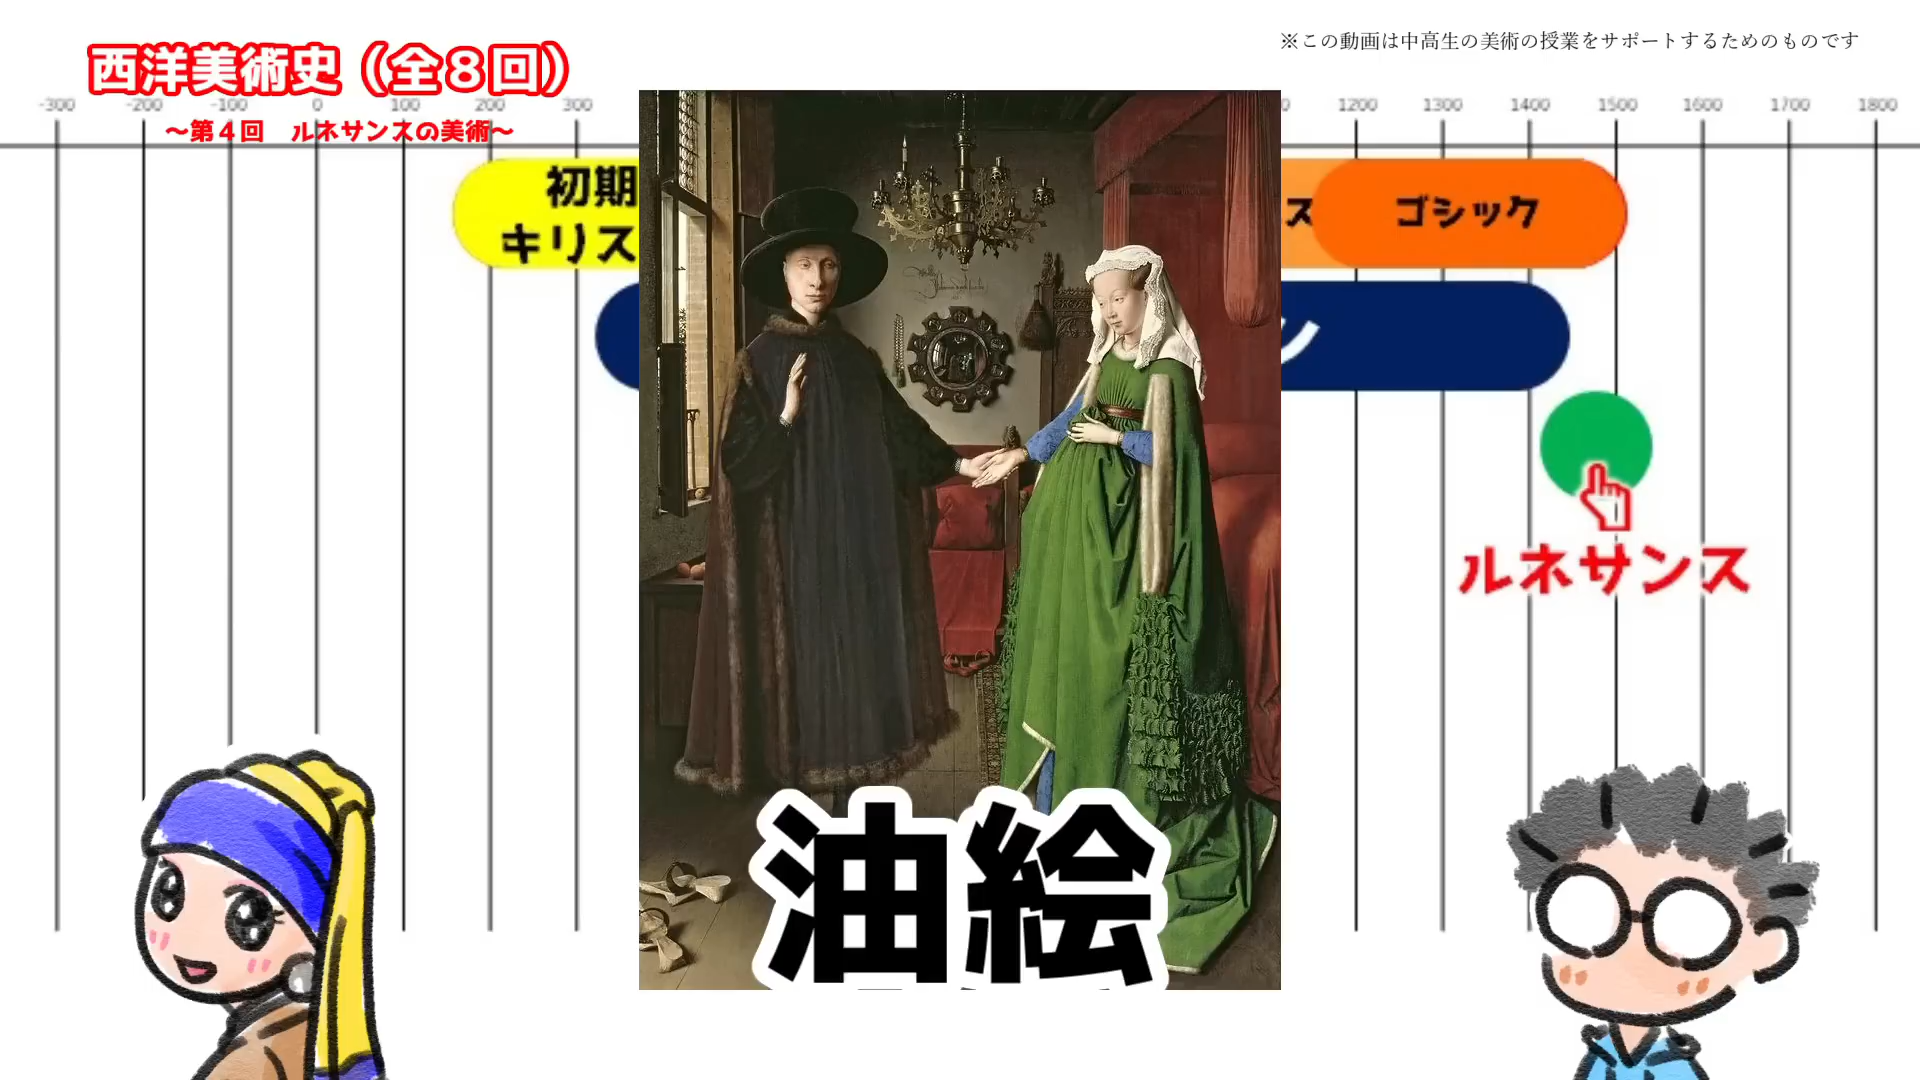 ※この動画は中高生の美術の授業をサポートするためのものです
西洋美術史（全８回）
-300 -200 -100 0 100 200 300 0 1200 1300 1400 1500 1600 1700 1800
～第４回　ルネサンスの美術～
初期
キリス
ス
ゴシック
ン
ルネサンス
油絵